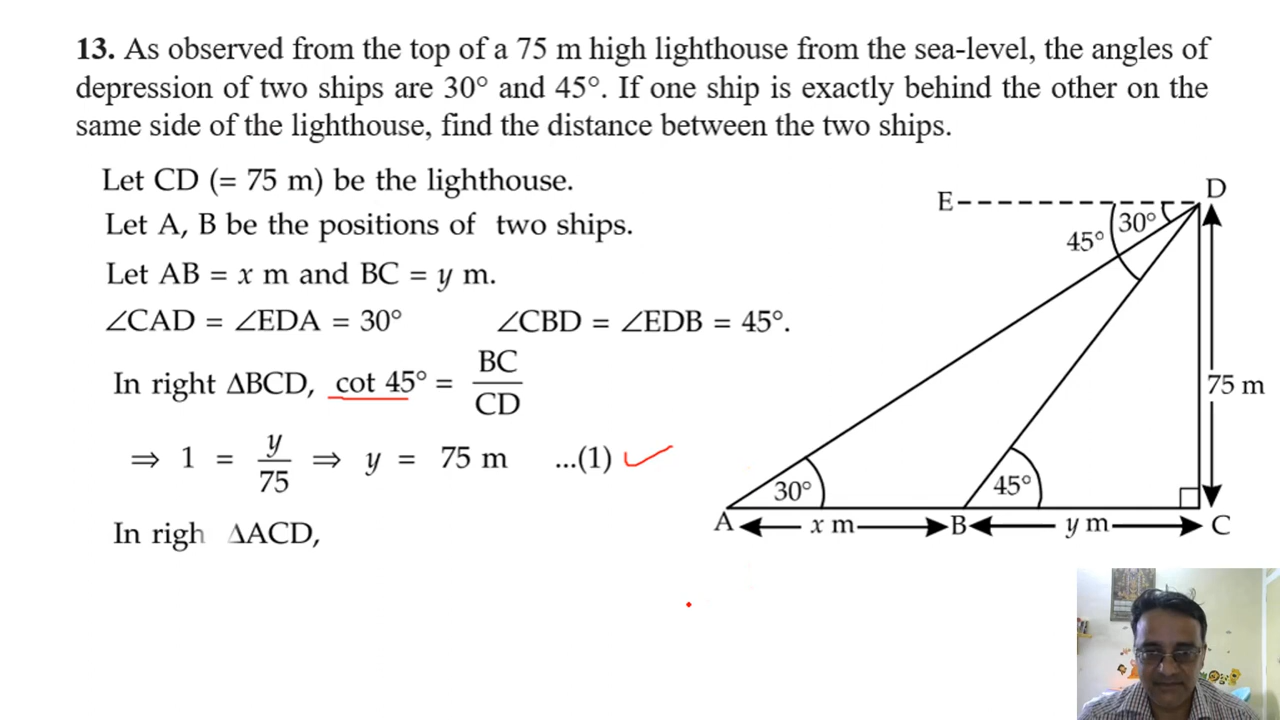 13. As observed from the top of a 75 m high lighthouse from the sea-level, the angles of
depression of two ships are 30° and 45°. If one ship is exactly behind the other on the
same side of the lighthouse, find the distance between the two ships.
Let CD (= 75 m) be the lighthouse.
Let A, B be the positions of two ships.
Let AB = x m and BC = y m.
∠CAD = ∠EDA = 30° ∠CBD = ∠EDB = 45°.
In right ΔBCD, cot 45° = BC/CD
⇒ 1 = y/75 ⇒ y = 75 m ...(1)
In righ ΔACD,
E
D
30°
45°
75 m
30°
45°
A
x m
B
y m
C